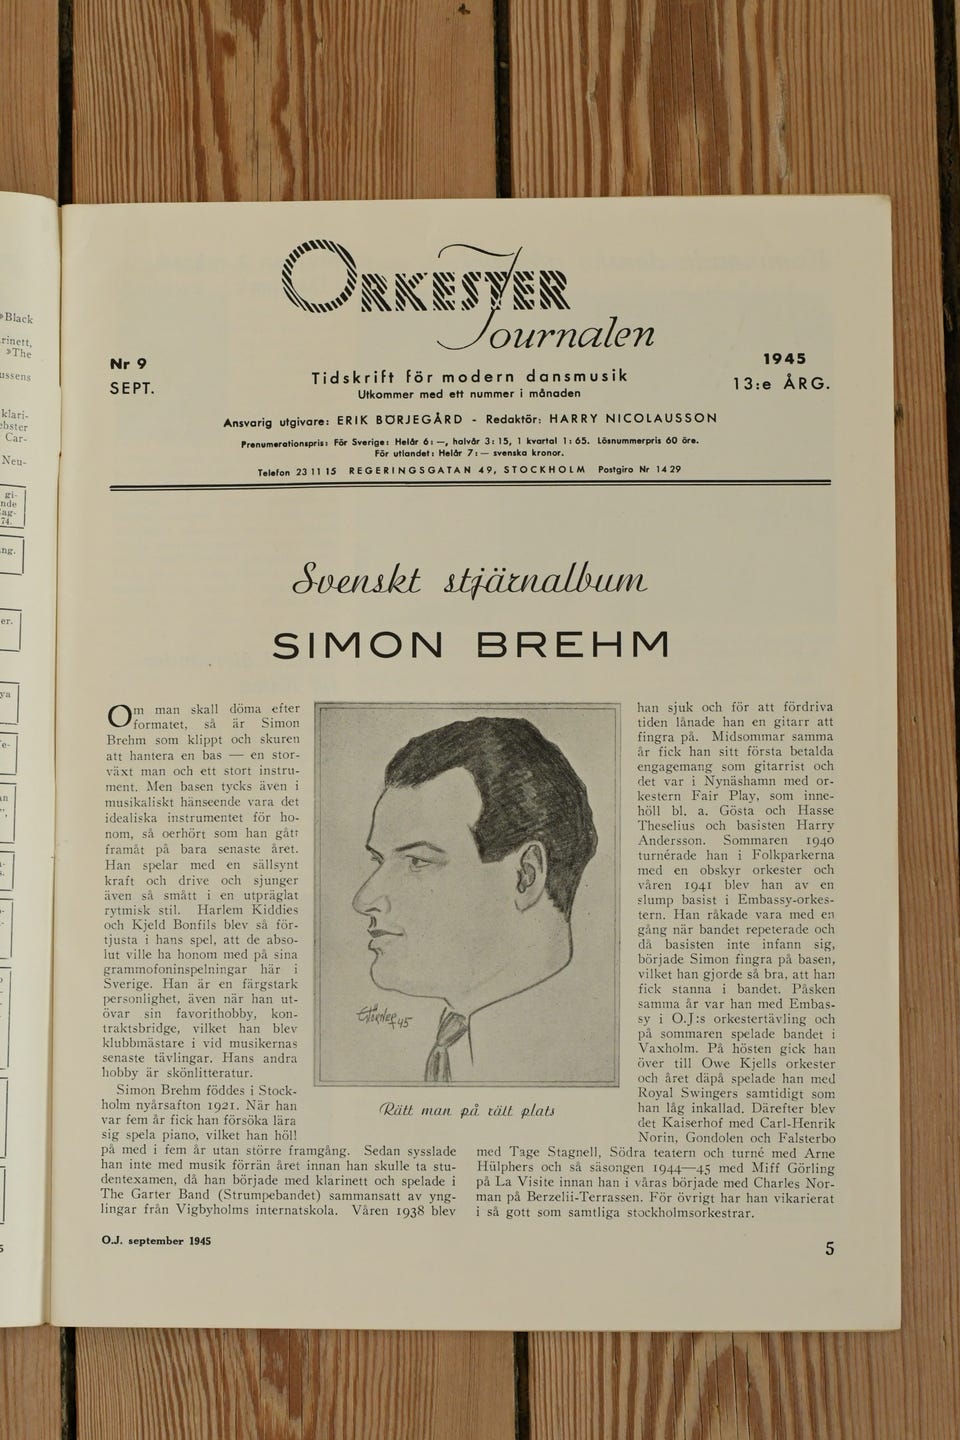 »Black
rinett,
»The
ussens
klari-
ebster
Car-
Neu-
gi-
nde
ag-
74.
ng.
er.
ya
e-
an
ORKESTER
Journalen
Nr 9
SEPT.
1945
13:e ÅRG.
Tidskrift för modern dansmusik
Utkommer med ett nummer i månaden
Ansvarig utgivare: ERIK BÖRJEGÅRD - Redaktör: HARRY NICOLAUSSON
Prenumerationspris: För Sverige: Helår 6: —, halvår 3: 15, 1 kvartal 1: 65. Lösnummerpris 60 öre.
För utlandet: Helår 7: — svenska kronor.
Telefon 23 11 15 REGERINGSGATAN 49, STOCKHOLM Postgiro Nr 14 29
Svenskt stjärnalbum
SIMON BREHM
Om man skall döma efter
formatet, så är Simon
Brehm som klippt och skuren
att hantera en bas — en stor-
växt man och ett stort instru-
ment. Men basen tycks även i
musikaliskt hänseende vara det
idealiska instrumentet för ho-
nom, så oerhört som han gått
framåt på bara senaste året.
Han spelar med en sällsynt
kraft och drive och sjunger
även så smått i en utpräglat
rytmisk stil. Harlem Kiddies
och Kjeld Bonfils blev så för-
tjusta i hans spel, att de abso-
lut ville ha honom med på sina
grammofoninspelningar här i
Sverige. Han är en färgstark
personlighet, även när han ut-
övar sin favorithobby, kon-
traktsbridge, vilket han blev
klubbmästare i vid musikernas
senaste tävlingar. Hans andra
hobby är skönlitteratur.
Simon Brehm föddes i Stock-
holm nyårsafton 1921. När han
var fem år fick han försöka lära
sig spela piano, vilket han höll
på med i fem år utan större framgång. Sedan sysslade
han inte med musik förrän året innan han skulle ta stu-
dentexamen, då han började med klarinett och spelade i
The Garter Band (Strumpebandet) sammansatt av yng-
lingar från Vigbyholms internatskola. Våren 1938 blev
45
Rätt man på rätt plats
han sjuk och för att fördriva
tiden lånade han en gitarr att
fingra på. Midsommar samma
år fick han sitt första betalda
engagemang som gitarrist och
det var i Nynäshamn med or-
kestern Fair Play, som inne-
höll bl. a. Gösta och Hasse
Theselius och basisten Harry
Andersson. Sommaren 1940
turnérade han i Folkparkerna
med en obskyr orkester och
våren 1941 blev han av en
slump basist i Embassy-orkes-
tern. Han råkade vara med en
gång när bandet repeterade och
då basisten inte infann sig,
började Simon fingra på basen,
vilket han gjorde så bra, att han
fick stanna i bandet. Påsken
samma år var han med Embas-
sy i O.J:s orkestertävling och
på sommaren spelade bandet i
Vaxholm. På hösten gick han
över till Owe Kjells orkester
och året däpå spelade han med
Royal Swingers samtidigt som
han låg inkallad. Därefter blev
det Kaiserhof med Carl-Henrik
Norin, Gondolen och Falsterbo
med Tage Stagnell, Södra teatern och turné med Arne
Hülphers och så säsongen 1944—45 med Miff Görling
på La Visite innan han i våras började med Charles Nor-
man på Berzelii-Terrassen. För övrigt har han vikarierat
i så gott som samtliga stockholmsorkestrar.
O.J. september 1945
5